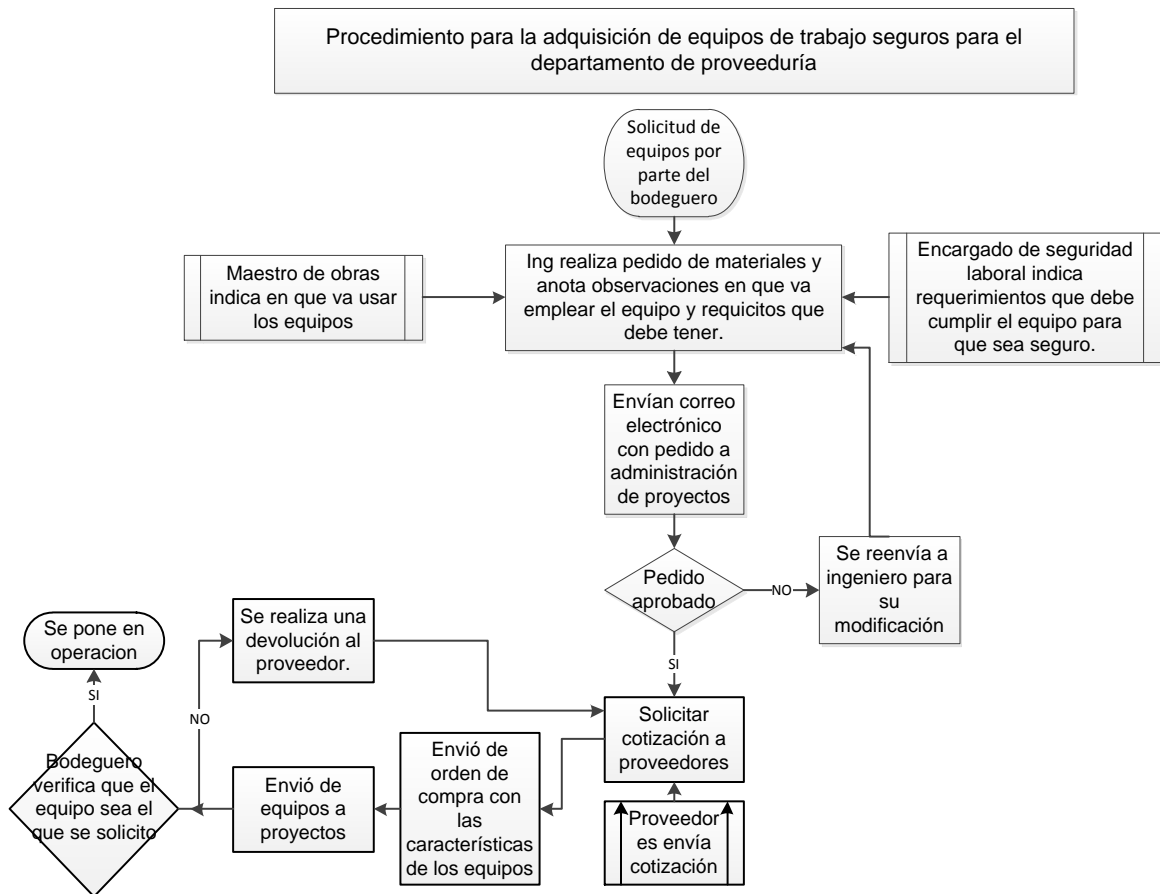 Procedimiento para la adquisición de equipos de trabajo seguros para el
departamento de proveeduría
Solicitud de
equipos por
parte del
bodeguero
Maestro de obras
indica en que va usar
los equipos
Ing realiza pedido de materiales y
anota observaciones en que va
emplear el equipo y requicitos que
debe tener.
Encargado de seguridad
laboral indica
requerimientos que debe
cumplir el equipo para
que sea seguro.
Envían correo
electrónico
con pedido a
administración
de proyectos
Pedido
aprobado
NO
Se reenvía a
ingeniero para
su
modificación
SI
Se pone en
operacion
Se realiza una
devolución al
proveedor.
SI
NO
Solicitar
cotización a
proveedores
Bodeguero
verifica que el
equipo sea el
que se solicito
Envió de
equipos a
proyectos
Envió de
orden de
compra con
las
características
de los equipos
Proveedor
es envía
cotización